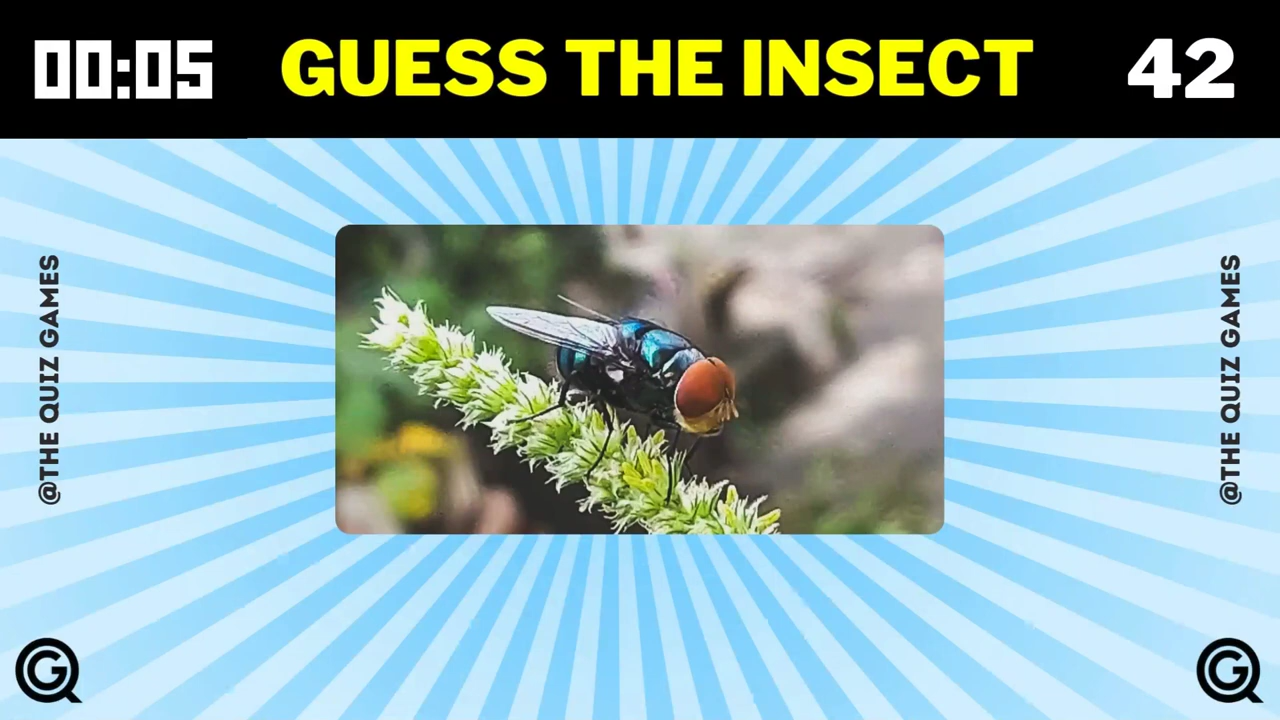 00:05
GUESS THE INSECT
42
@THE QUIZ GAMES
@THE QUIZ GAMES